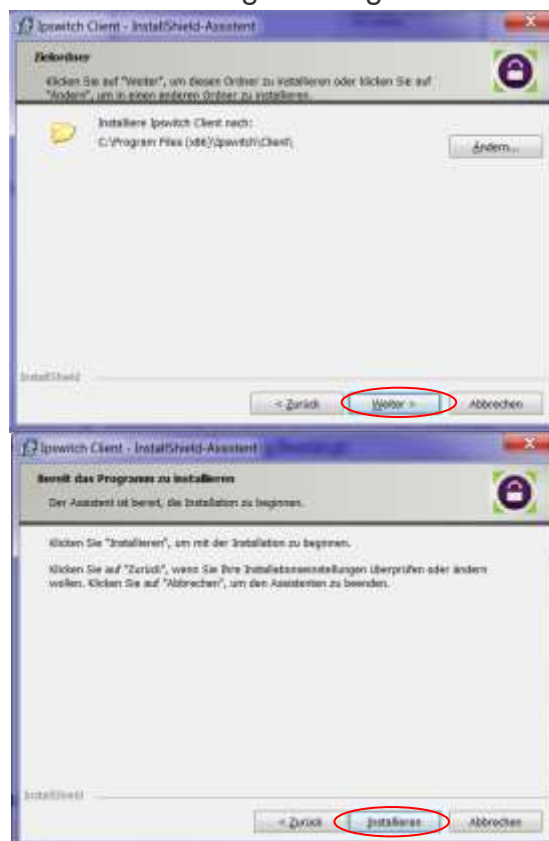 Ipswitch Client - InstallShield-Assistent
Zielordner
Klicken Sie auf "Weiter", um diesen Ordner zu installieren oder klicken Sie auf
"Ändern", um in einen anderen Ordner zu installieren.
Installiere Ipswitch Client nach:
C:\Program Files (x86)\Ipswitch\Client\
Ändern...
InstallShield
< Zurück
Weiter >
Abbrechen
Ipswitch Client - InstallShield-Assistent
Bereit das Programm zu installieren
Der Assistent ist bereit, die Installation zu beginnen.
Klicken Sie "Installieren", um mit der Installation zu beginnen.
Klicken Sie auf "Zurück", wenn Sie Ihre Installationseinstellungen überprüfen oder ändern
wollen. Klicken Sie auf "Abbrechen", um den Assistenten zu beenden.
InstallShield
< Zurück
Installieren
Abbrechen